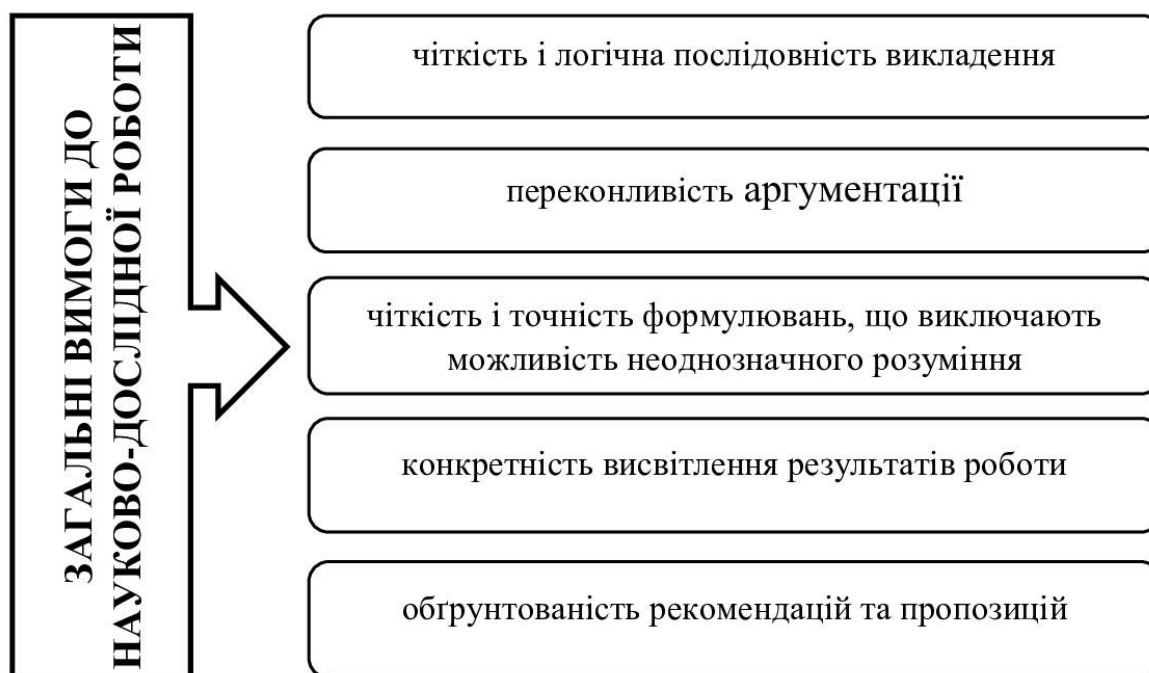 ЗАГАЛЬНІ ВИМОГИ ДО
НАУКОВО-ДОСЛІДНОЇ РОБОТИ
чіткість і логічна послідовність викладення
переконливість аргументації
чіткість і точність формулювань, що виключають
можливість неоднозначного розуміння
конкретність висвітлення результатів роботи
обґрунтованість рекомендацій та пропозицій